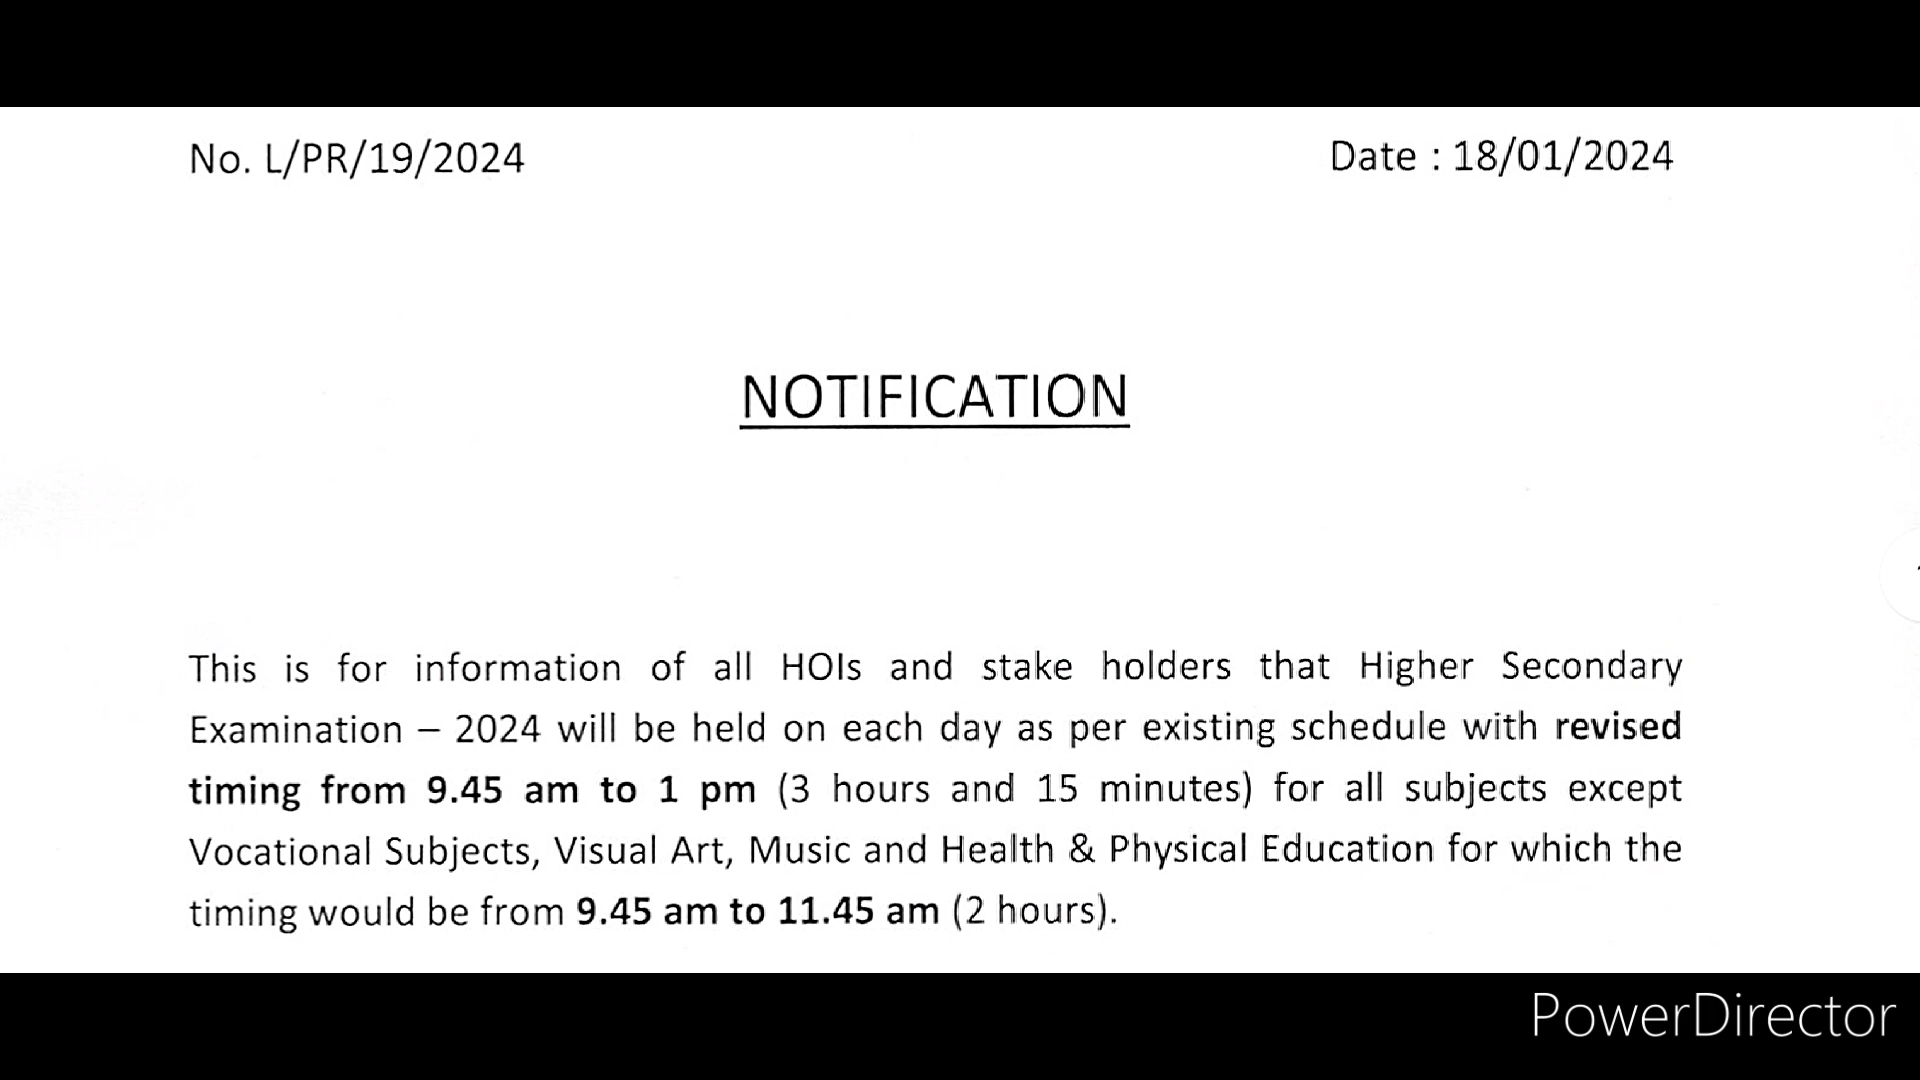 No. L/PR/19/2024
Date : 18/01/2024
NOTIFICATION
This is for information of all HOIs and stake holders that Higher Secondary
Examination – 2024 will be held on each day as per existing schedule with revised
timing from 9.45 am to 1 pm (3 hours and 15 minutes) for all subjects except
Vocational Subjects, Visual Art, Music and Health & Physical Education for which the
timing would be from 9.45 am to 11.45 am (2 hours).
PowerDirector